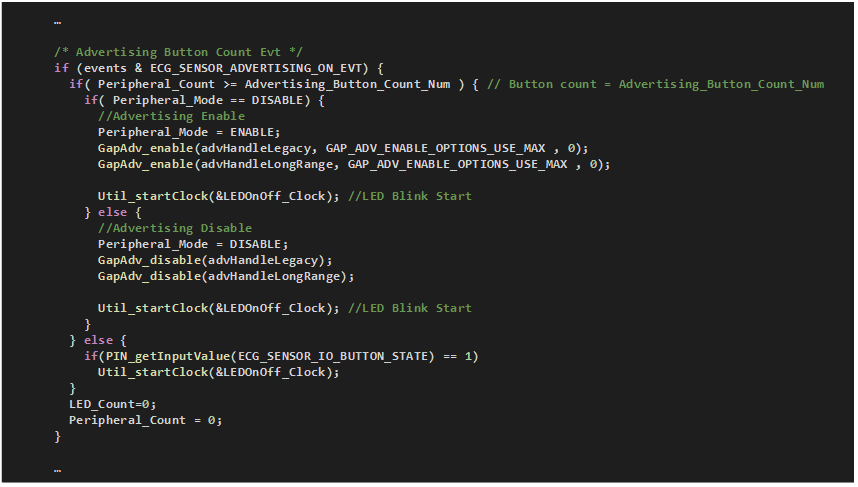 …
/* Advertising Button Count Evt */
if (events & ECG_SENSOR_ADVERTISING_ON_EVT) {
  if( Peripheral_Count >= Advertising_Button_Count_Num ) { // Button count = Advertising_Button_Count_Num
    if( Peripheral_Mode == DISABLE) {
      //Advertising Enable
      Peripheral_Mode = ENABLE;
      GapAdv_enable(advHandleLegacy, GAP_ADV_ENABLE_OPTIONS_USE_MAX , 0);
      GapAdv_enable(advHandleLongRange, GAP_ADV_ENABLE_OPTIONS_USE_MAX , 0);

      Util_startClock(&LEDOnOff_Clock); //LED Blink Start
    } else {
      //Advertising Disable
      Peripheral_Mode = DISABLE;
      GapAdv_disable(advHandleLegacy);
      GapAdv_disable(advHandleLongRange);

      Util_startClock(&LEDOnOff_Clock); //LED Blink Start
    }
  } else {
    if(PIN_getInputValue(ECG_SENSOR_IO_BUTTON_STATE) == 1)
      Util_startClock(&LEDOnOff_Clock);
  }
  LED_Count=0;
  Peripheral_Count = 0;
}
…